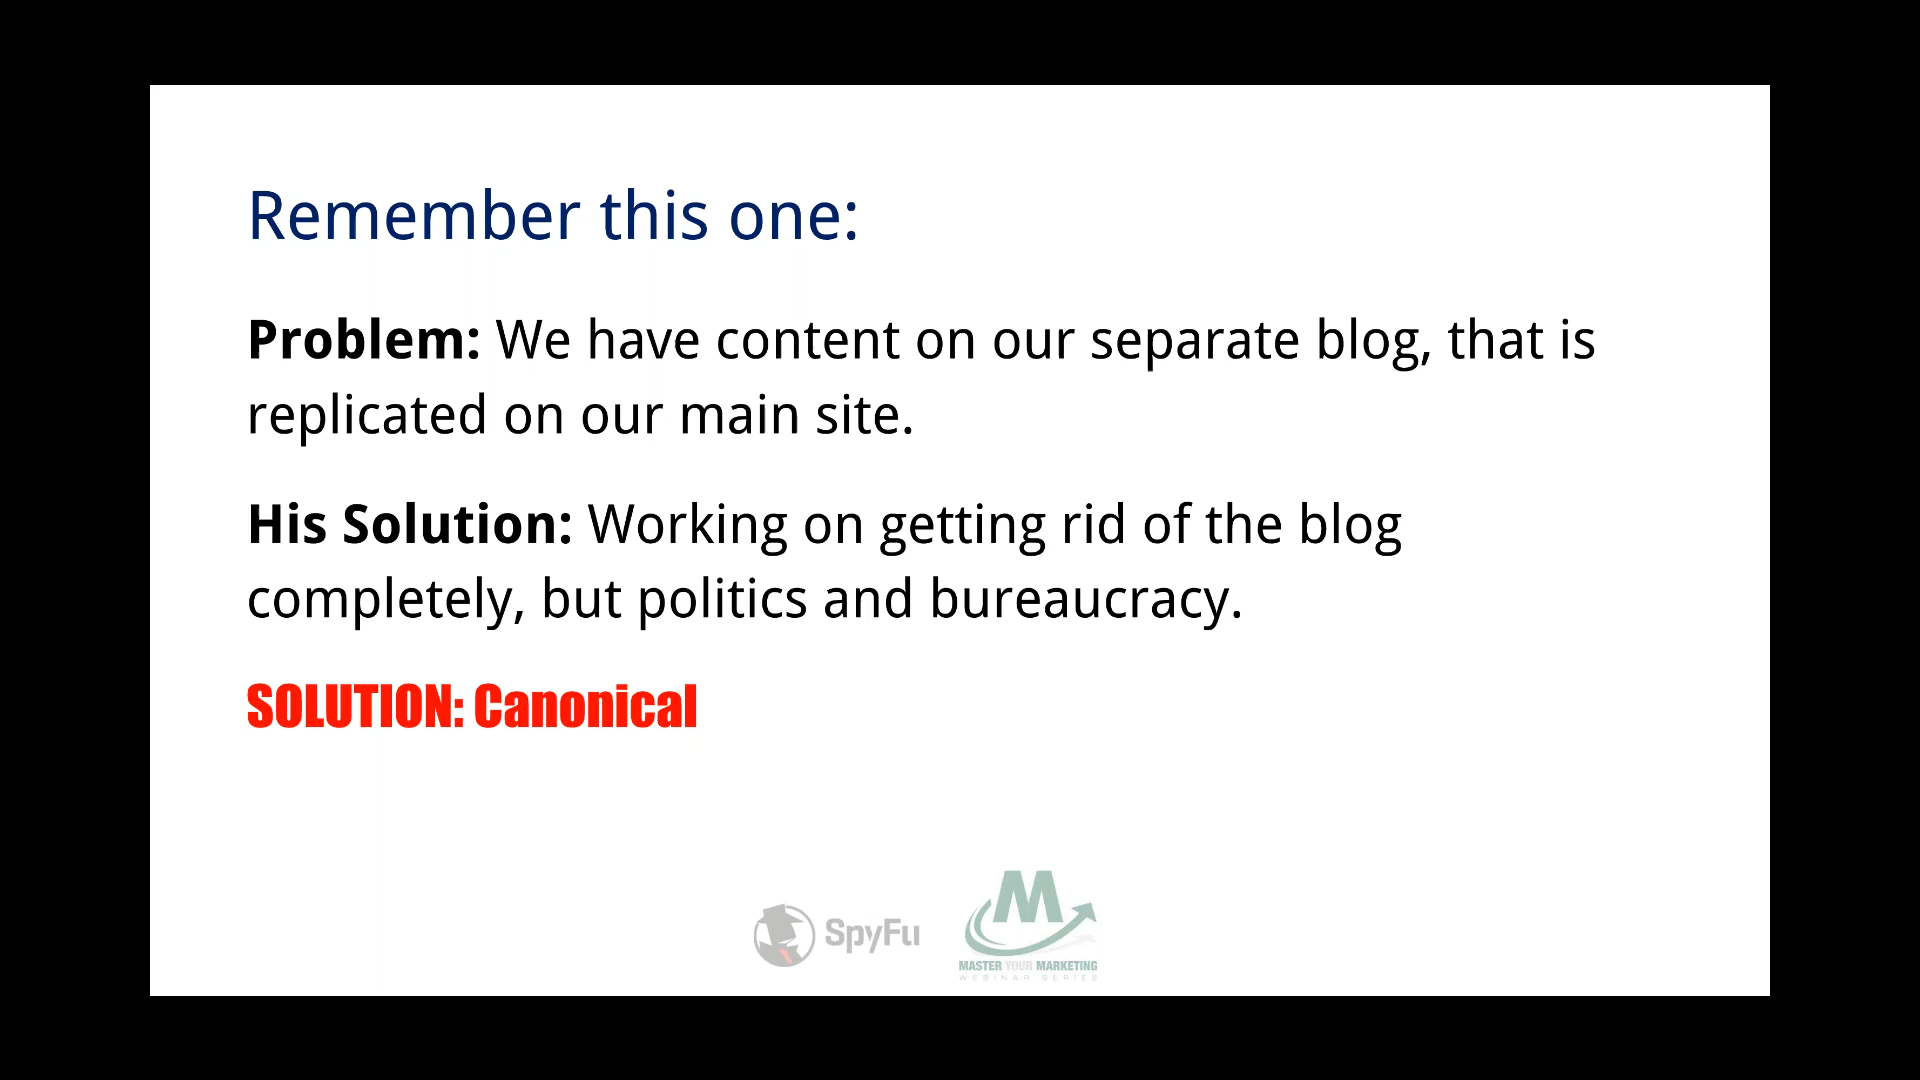 Remember this one:
Problem: We have content on our separate blog, that is
replicated on our main site.
His Solution: Working on getting rid of the blog
completely, but politics and bureaucracy.
SOLUTION: Canonical
SpyFu
M
MASTER YOUR MARKETING
WEBINAR SERIES